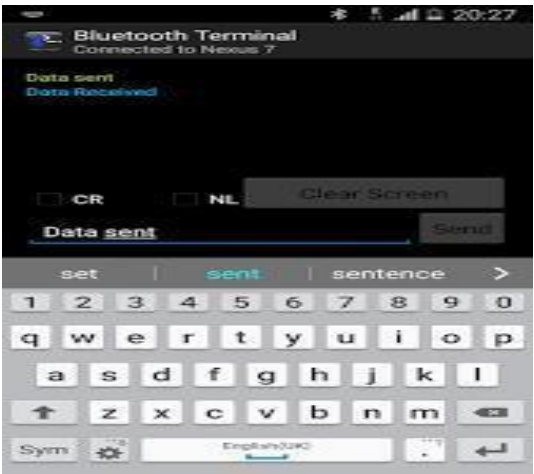 20:27
Bluetooth Terminal
Connected to Nexus 7
Data sent
Data Received
CR NL Clear Screen
Data sent Send
set sent sentence >
1 2 3 4 5 6 7 8 9 0
q w e r t y u i o p
a s d f g h j k l
z x c v b n m
Sym English(UK) .